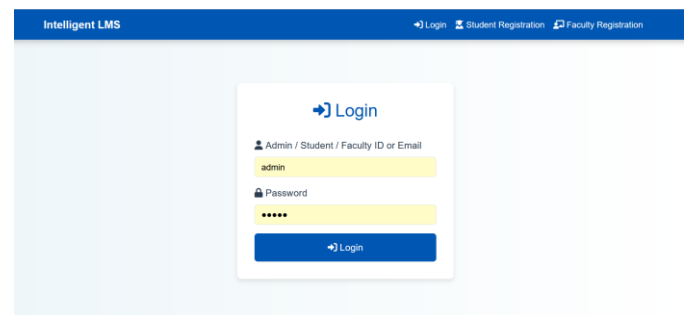 Intelligent LMS Login Student Registration Faculty Registration
Login
Admin / Student / Faculty ID or Email
admin
Password
•••••
Login